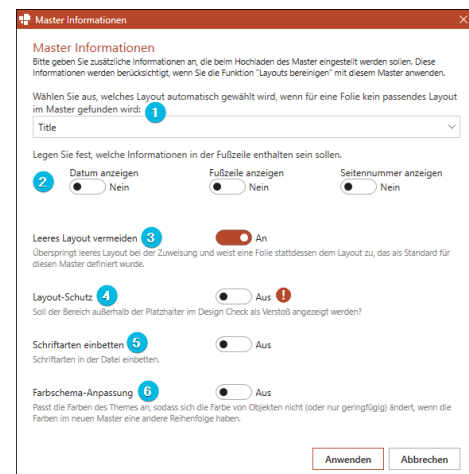 Master Informationen
Master Informationen
Bitte geben Sie zusätzliche Informationen an, die beim Hochladen des Master eingestellt werden sollen. Diese
Informationen werden berücksichtigt, wenn Sie die Funktion "Layouts bereinigen" mit diesem Master anwenden.
Wählen Sie aus, welches Layout automatisch gewählt wird, wenn für eine Folie kein passendes Layout
im Master gefunden wird: 1
Title
Legen Sie fest, welche Informationen in der Fußzeile enthalten sein sollen.
Datum anzeigen Fußzeile anzeigen Seitennummer anzeigen
2 Nein Nein Nein
Leeres Layout vermeiden 3 An
Überspringt leeres Layout bei der Zuweisung und weist eine Folie stattdessen dem Layout zu, das als Standard für
diesen Master definiert wurde.
Layout-Schutz 4 Aus !
Soll der Bereich außerhalb der Platzhalter im Design Check als Verstoß angezeigt werden?
Schriftarten einbetten 5 Aus
Schriftarten in der Datei einbetten.
Farbschema-Anpassung 6 Aus
Passt die Farben des Themes an, sodass sich die Farbe von Objekten nicht (oder nur geringfügig) ändert, wenn die
Farben im neuen Master eine andere Reihenfolge haben.
Anwenden Abbrechen